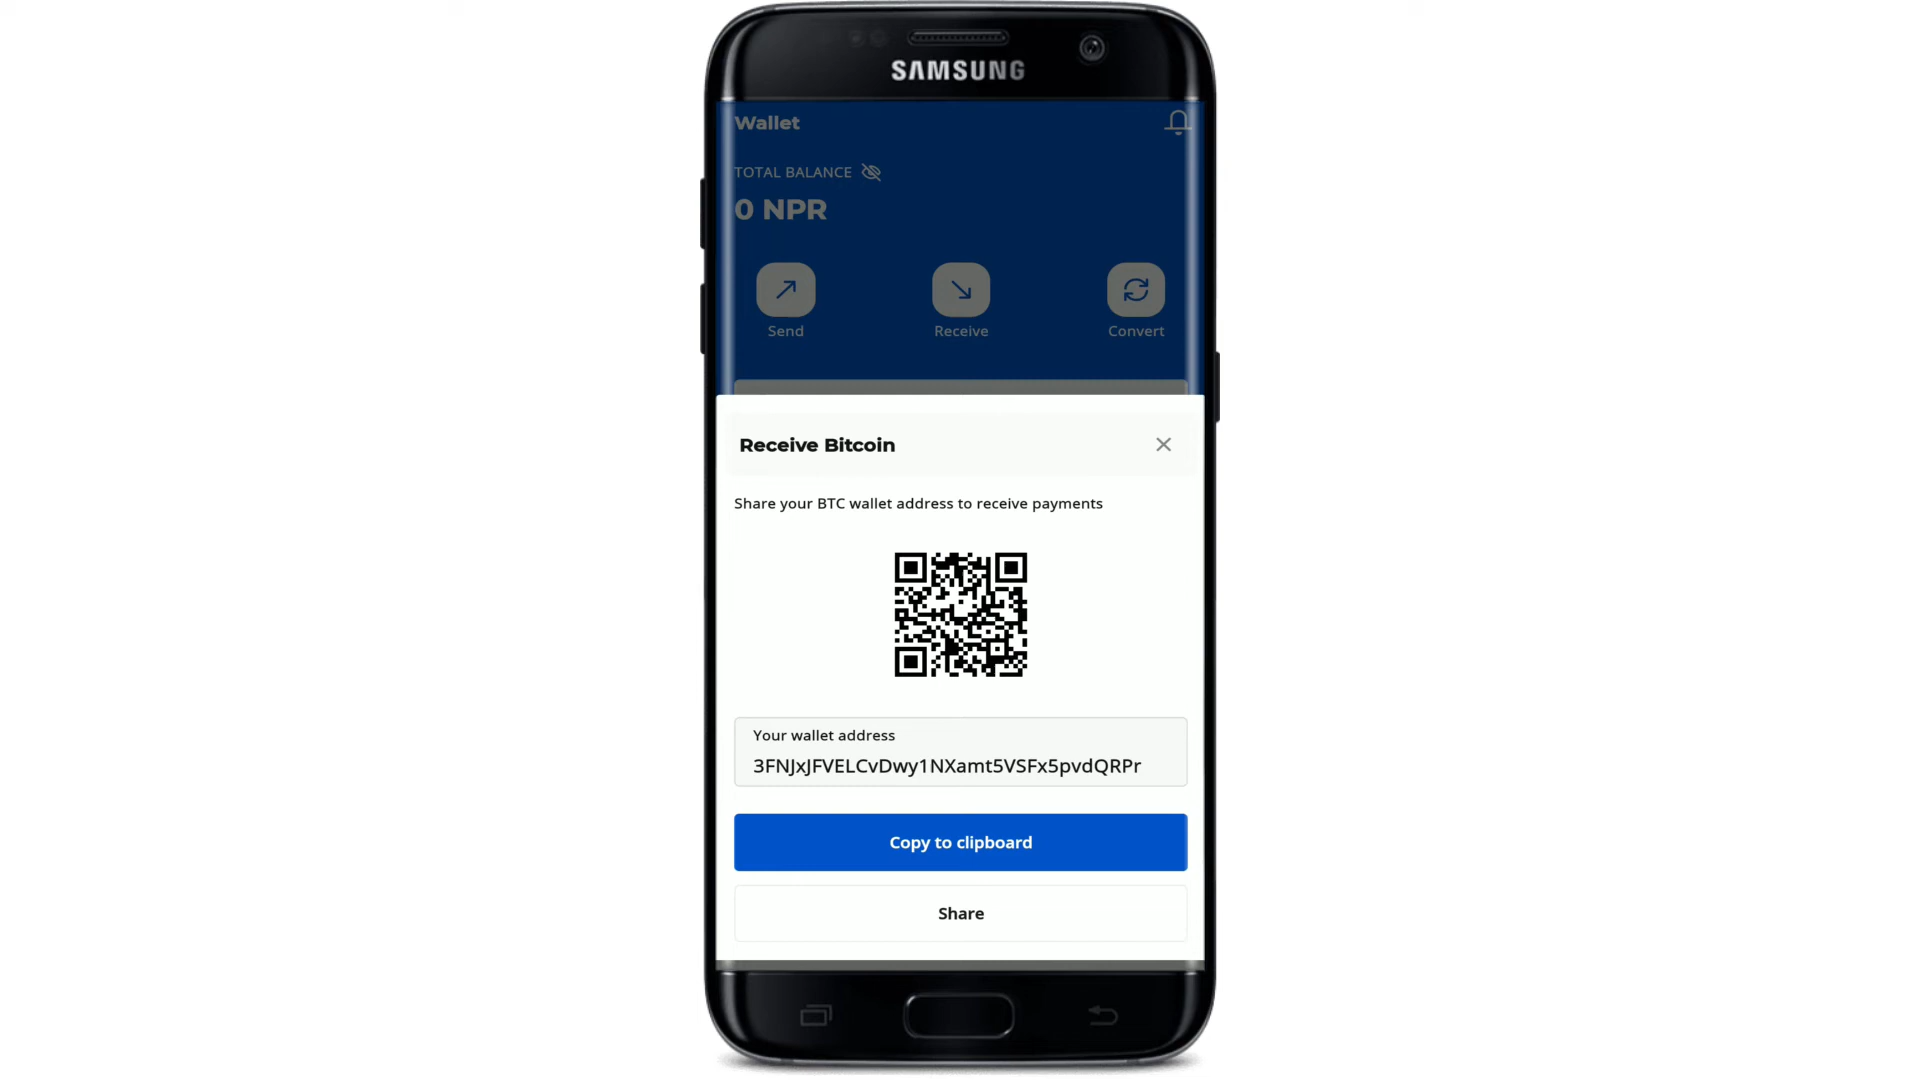 SAMSUNG
Wallet
TOTAL BALANCE
0 NPR
Send
Receive
Convert
Receive Bitcoin
Share your BTC wallet address to receive payments
Your wallet address
3FNJxJFVELCvDwy1NXamt5VSFx5pvdQRPr
Copy to clipboard
Share